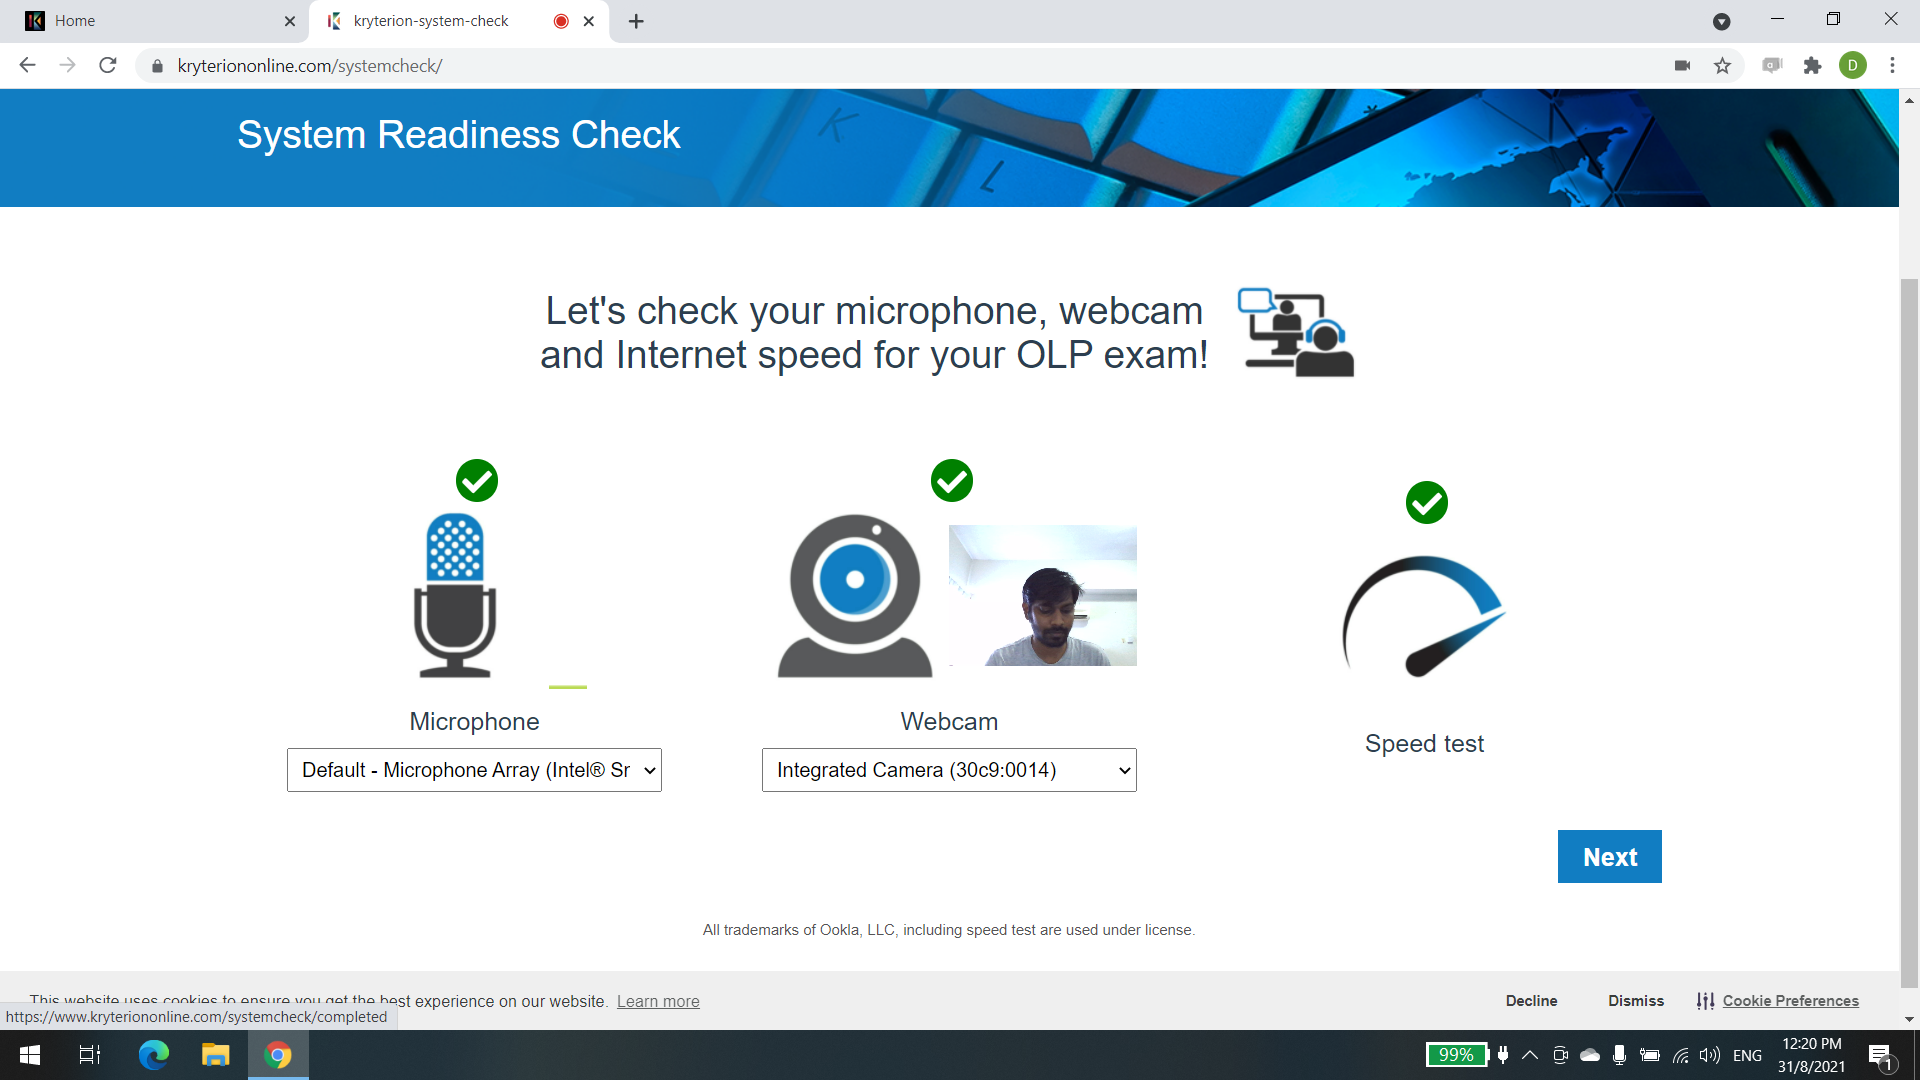 Home
kryterion-system-check
kryteriononline.com/systemcheck/
D
System Readiness Check
K
L
*
Let's check your microphone, webcam
and Internet speed for your OLP exam!
Microphone
Webcam
Speed test
Default - Microphone Array (Intel® Sr
Integrated Camera (30c9:0014)
Next
All trademarks of Ookla, LLC, including speed test are used under license.
This website uses cookies to ensure you get the best experience on our website. Learn more
Decline
Dismiss
Cookie Preferences
https://www.kryteriononline.com/systemcheck/completed
99%
ENG
12:20 PM
31/8/2021
1